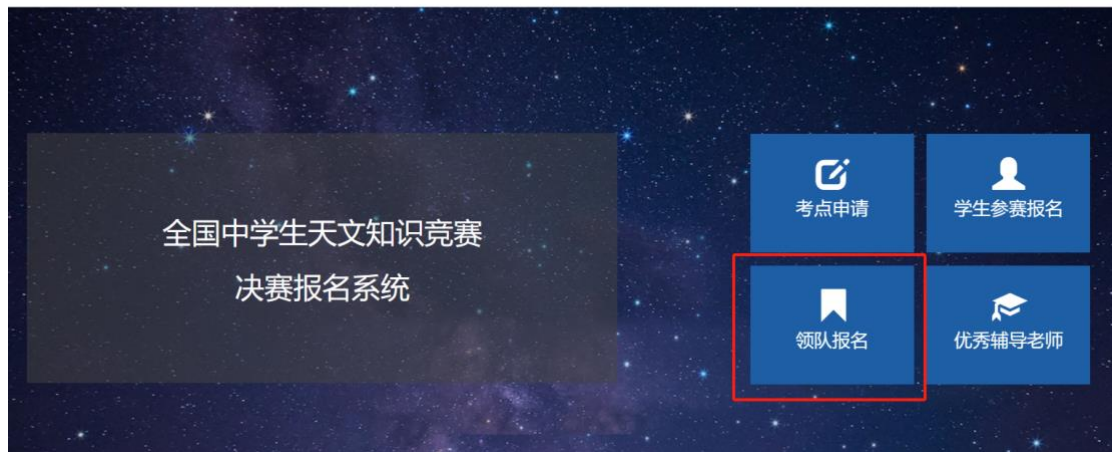 全国中学生天文知识竞赛
决赛报名系统
考点申请
学生参赛报名
领队报名
优秀辅导老师